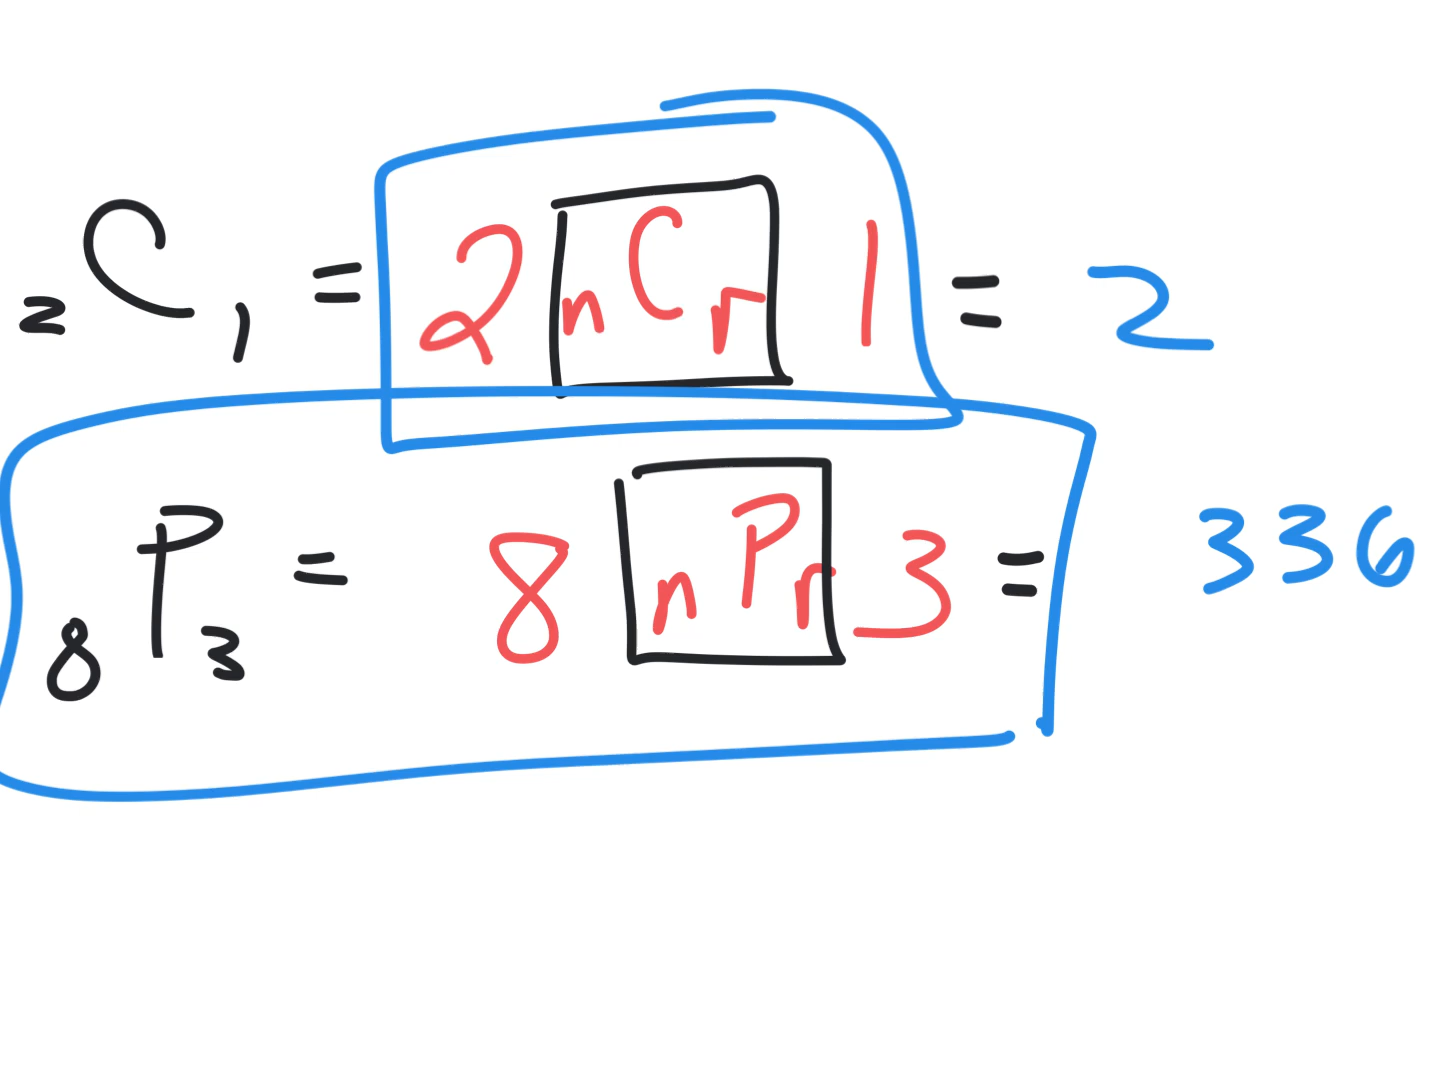 2C1 = 2 nCr 1 = 2
8P3 = 8 nPr 3 = 336